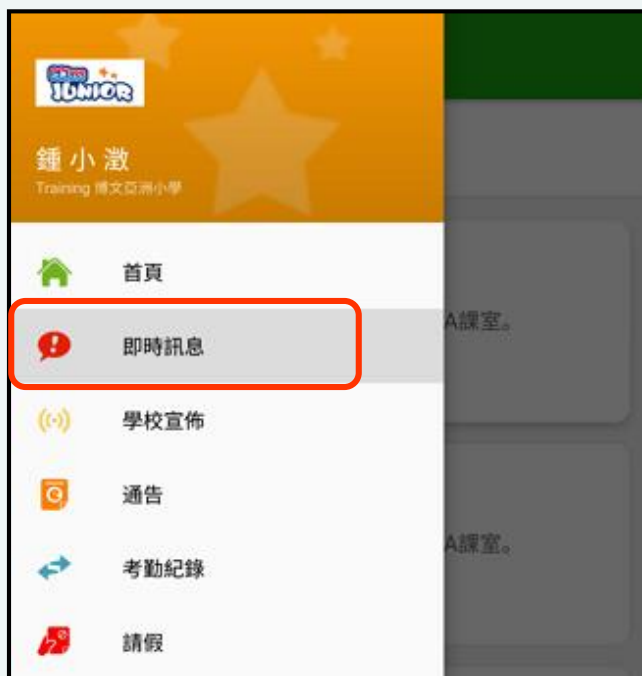 JUNIOR
鍾小澂
Training 博文亞洲小學
首頁
即時訊息
A課室。
學校宣佈
通告
A課室。
考勤紀錄
請假